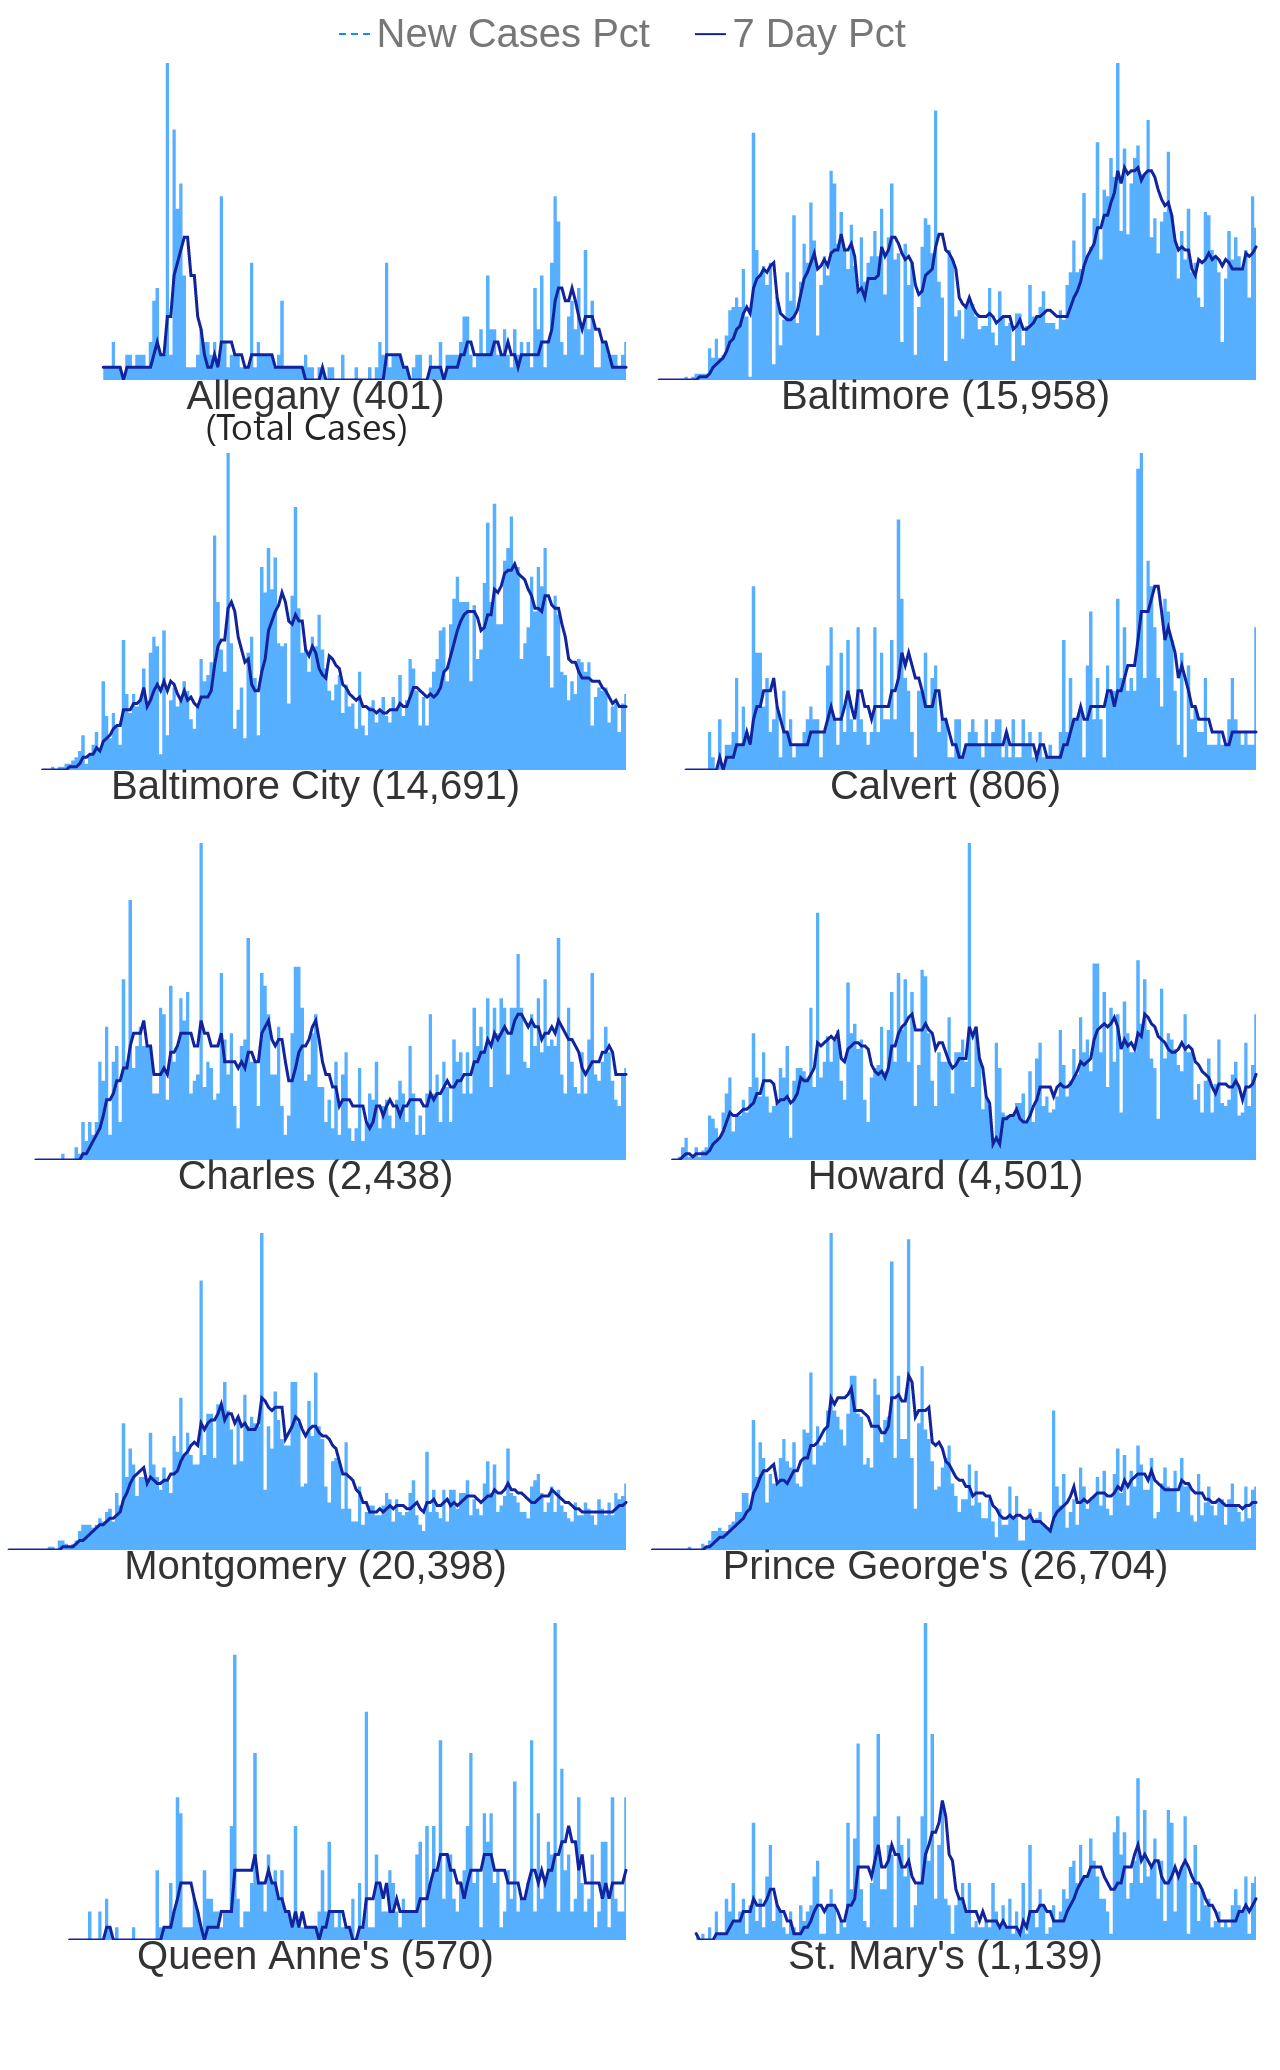 New Cases Pct 7 Day Pct
Allegany (401) Baltimore (15,958)
(Total Cases)
Baltimore City (14,691) Calvert (806)
Charles (2,438) Howard (4,501)
Montgomery (20,398) Prince George's (26,704)
Queen Anne's (570) St. Mary's (1,139)